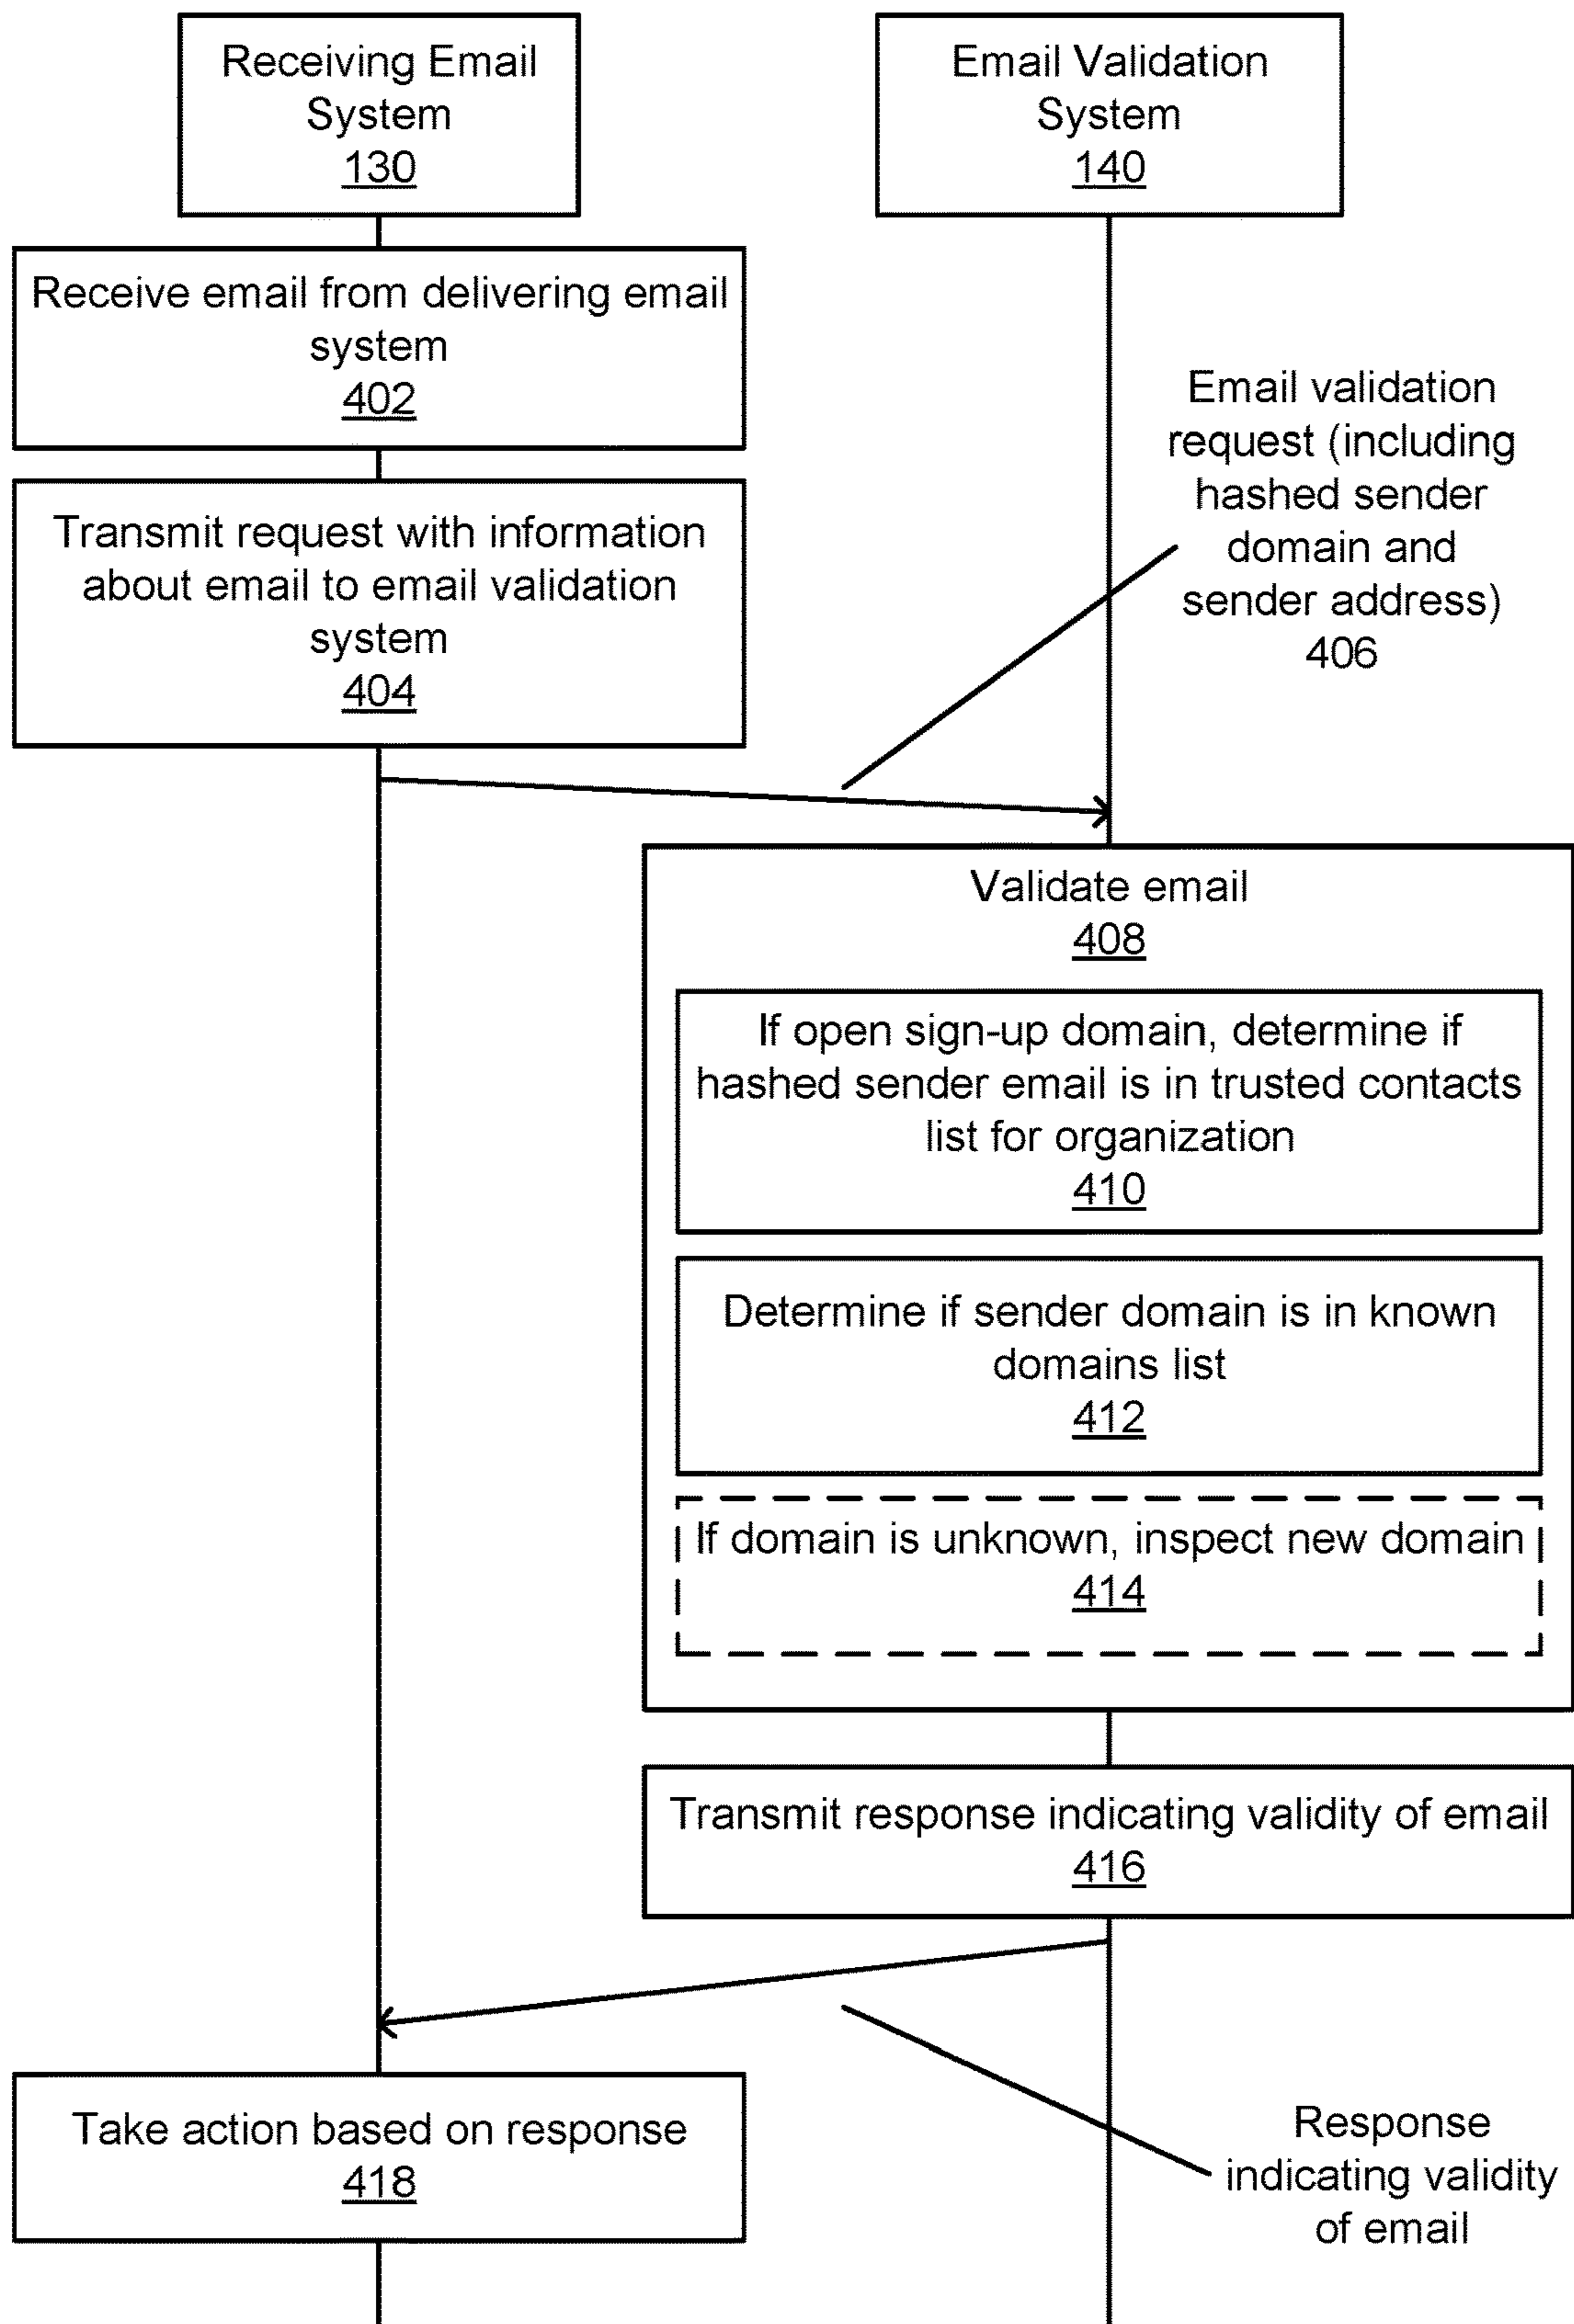 Receiving Email
System
130
Email Validation
System
140
Receive email from delivering email
system
402
Transmit request with information
about email to email validation
system
404
Email validation
request (including
hashed sender
domain and
sender address)
406
Validate email
408
If open sign-up domain, determine if
hashed sender email is in trusted contacts
list for organization
410
Determine if sender domain is in known
domains list
412
If domain is unknown, inspect new domain
414
Transmit response indicating validity of email
416
Take action based on response
418
Response
indicating validity
of email